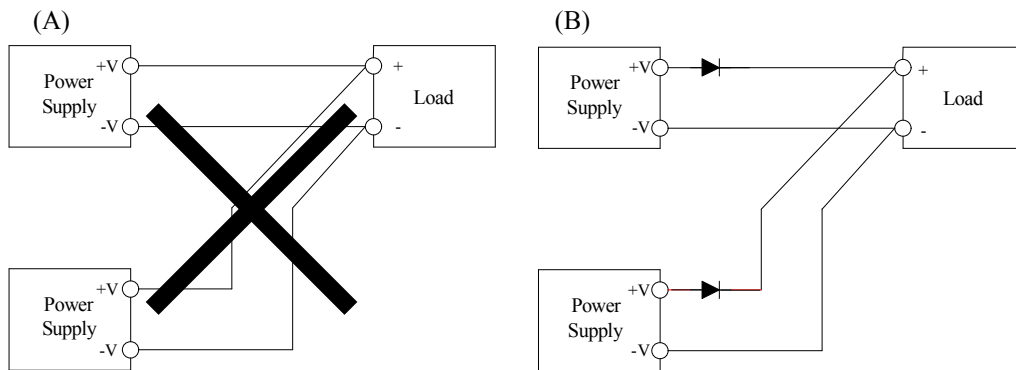 (A)
+V
Power
Supply
-V
+
Load
-
+V
Power
Supply
-V
(B)
+V
Power
Supply
-V
+
Load
-
+V
Power
Supply
-V